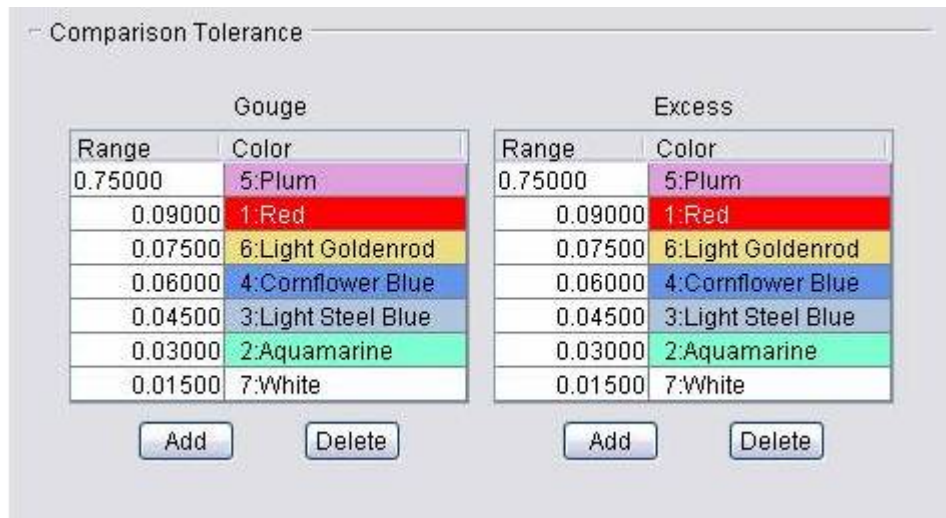 Comparison Tolerance
Gouge Excess
Range Color Range Color
0.75000 5:Plum 0.75000 5:Plum
0.09000 1:Red 0.09000 1:Red
0.07500 6:Light Goldenrod 0.07500 6:Light Goldenrod
0.06000 4:Cornflower Blue 0.06000 4:Cornflower Blue
0.04500 3:Light Steel Blue 0.04500 3:Light Steel Blue
0.03000 2:Aquamarine 0.03000 2:Aquamarine
0.01500 7:White 0.01500 7:White
Add Delete Add Delete